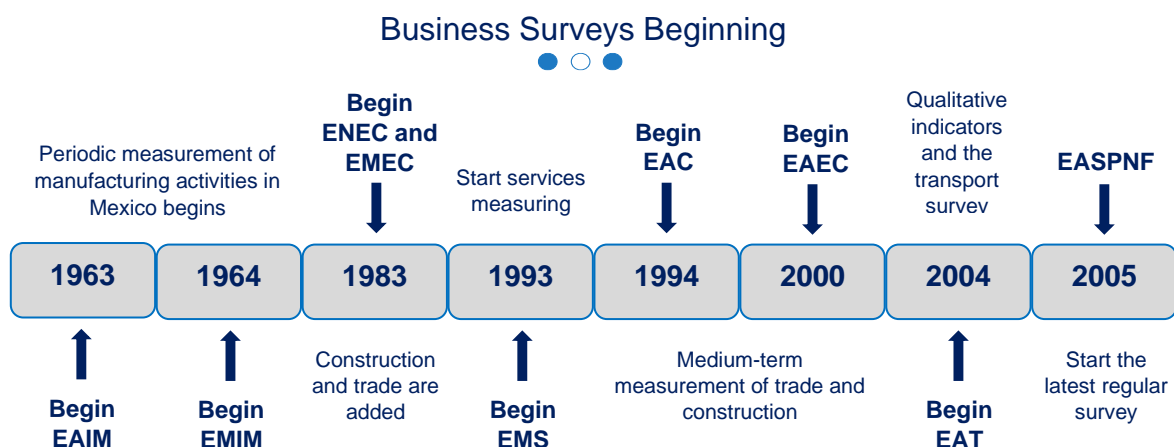 Business Surveys Beginning
Periodic measurement of
manufacturing activities in
Mexico begins
Begin
ENEC and
EMEC
Start services
measuring
Begin
EAC
Begin
EAEC
Qualitative
indicators
and the
transport
survey
EASPNF
1963
1964
1983
1993
1994
2000
2004
2005
Begin
EAIM
Begin
EMIM
Construction
and trade are
added
Begin
EMS
Medium-term
measurement of trade and
construction
Begin
EAT
Start the
latest regular
survey